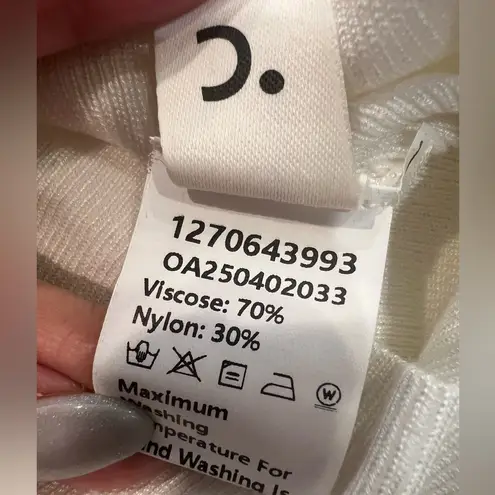 C.
1270643993
OA250402033
Viscose: 70%
Nylon: 30%
W
Maximum
Washing
Temperature For
Hand Washing Is